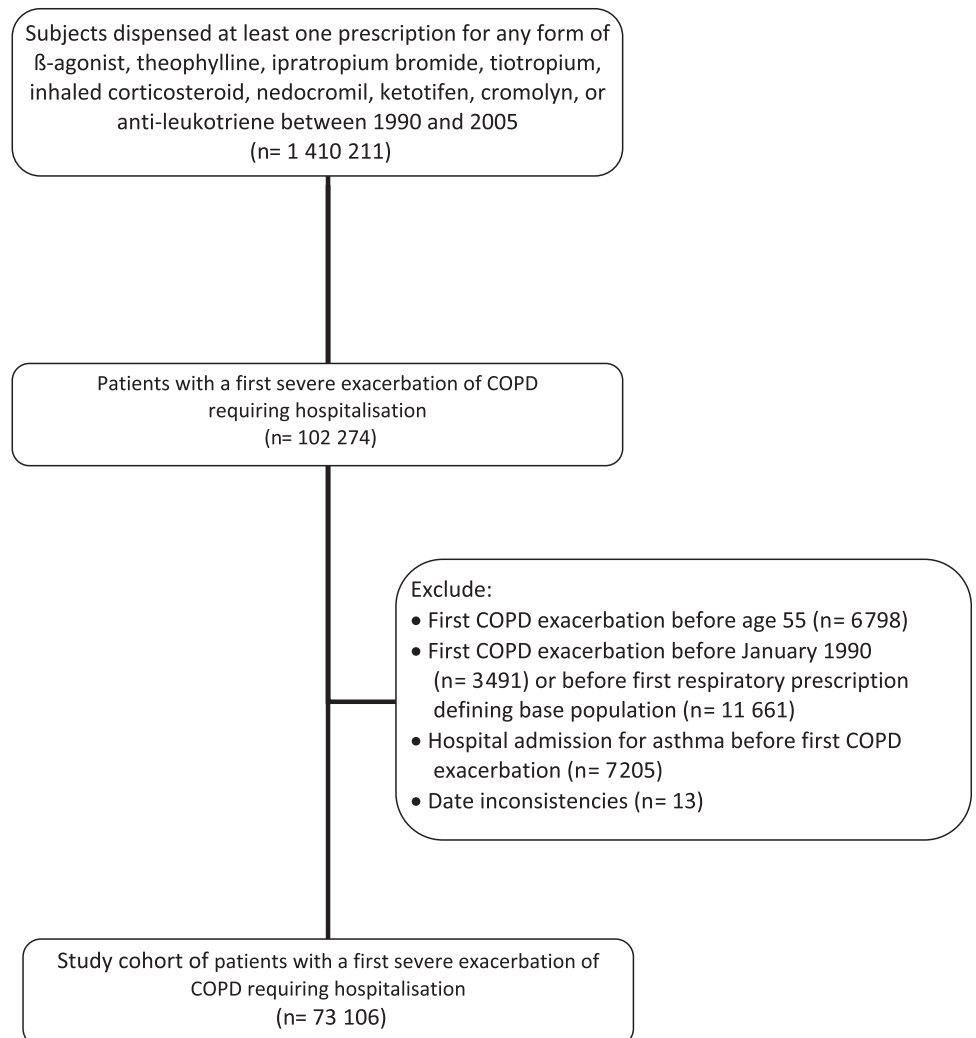 Subjects dispensed at least one prescription for any form of
ß-agonist, theophylline, ipratropium bromide, tiotropium,
inhaled corticosteroid, nedocromil, ketotifen, cromolyn, or
anti-leukotriene between 1990 and 2005
(n= 1 410 211)
Patients with a first severe exacerbation of COPD
requiring hospitalisation
(n= 102 274)
Exclude:
• First COPD exacerbation before age 55 (n= 6798)
• First COPD exacerbation before January 1990
(n= 3491) or before first respiratory prescription
defining base population (n= 11 661)
• Hospital admission for asthma before first COPD
exacerbation (n= 7205)
• Date inconsistencies (n= 13)
Study cohort of patients with a first severe exacerbation of
COPD requiring hospitalisation
(n= 73 106)